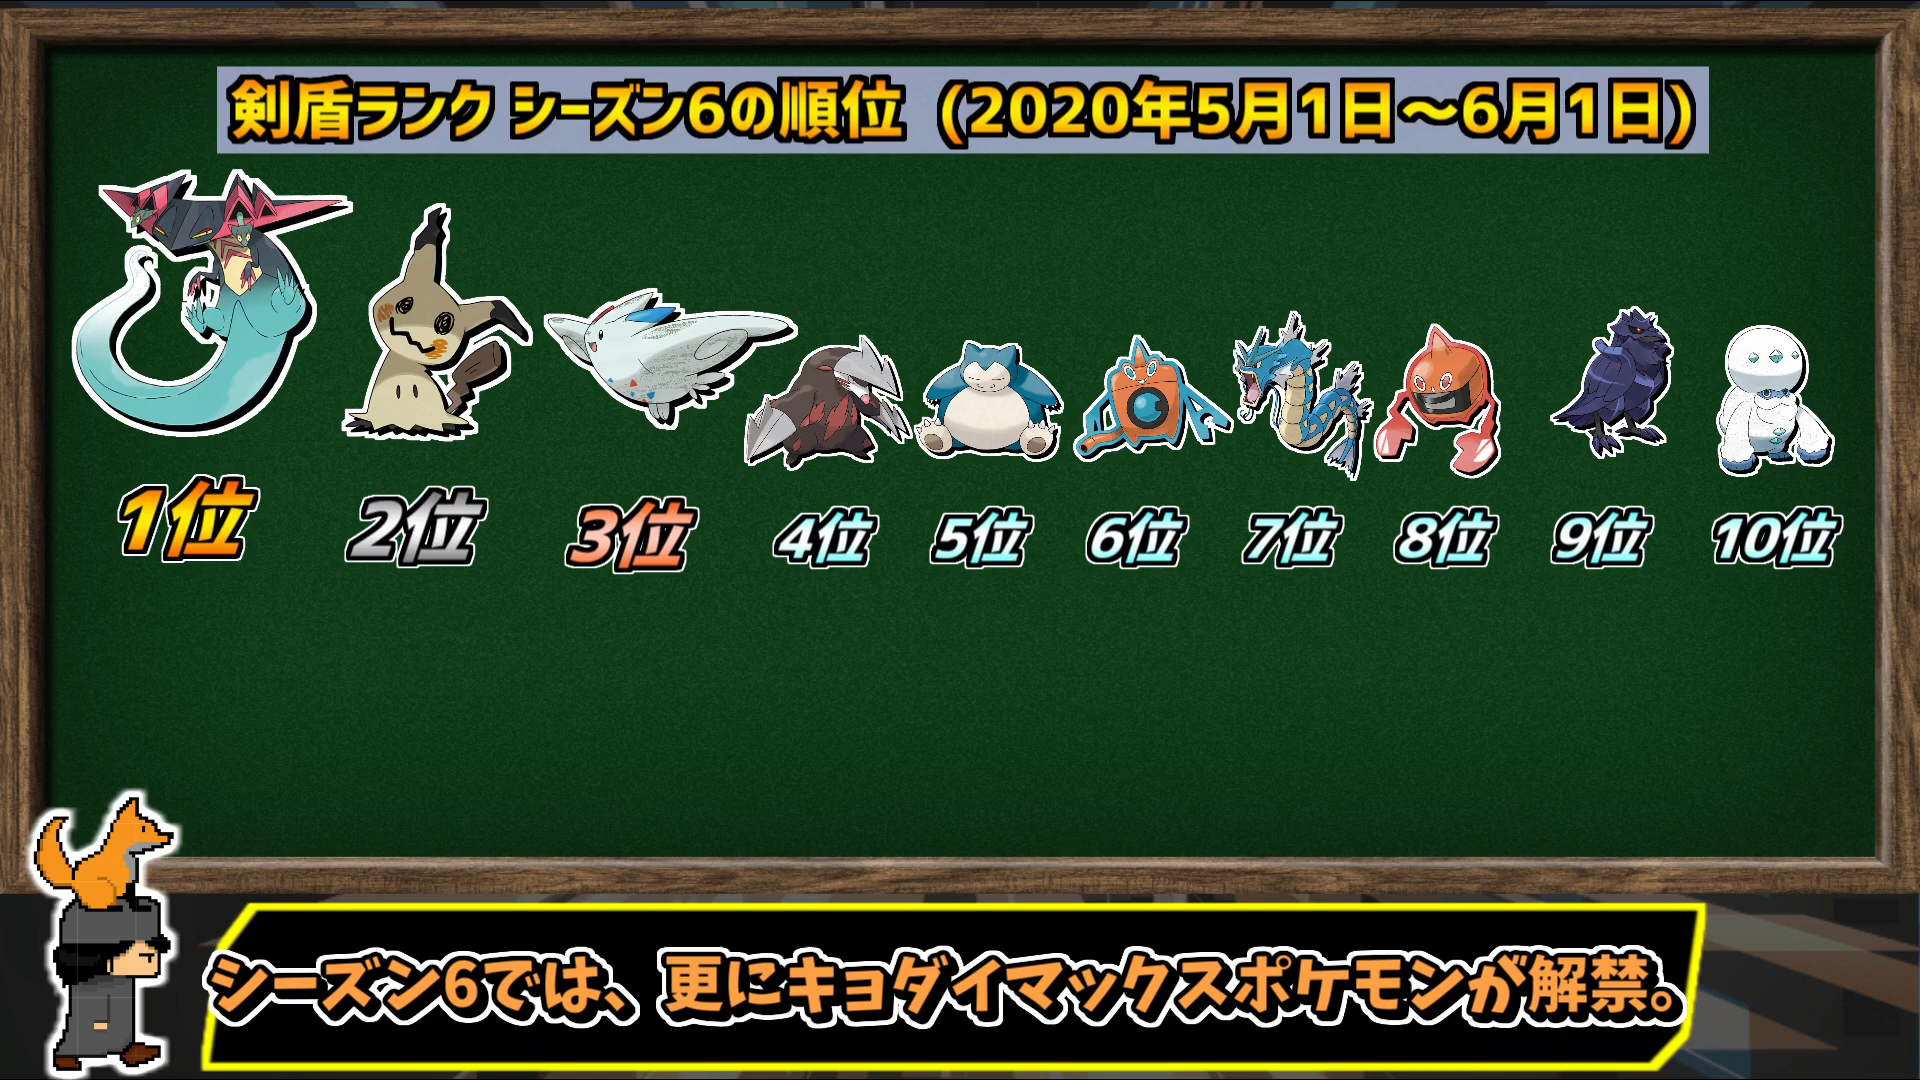 剣盾ランク シーズン6の順位 (2020年5月1日～6月1日)
1位 2位 3位 4位 5位 6位 7位 8位 9位 10位
シーズン6では、更にキョダイマックスポケモンが解禁。